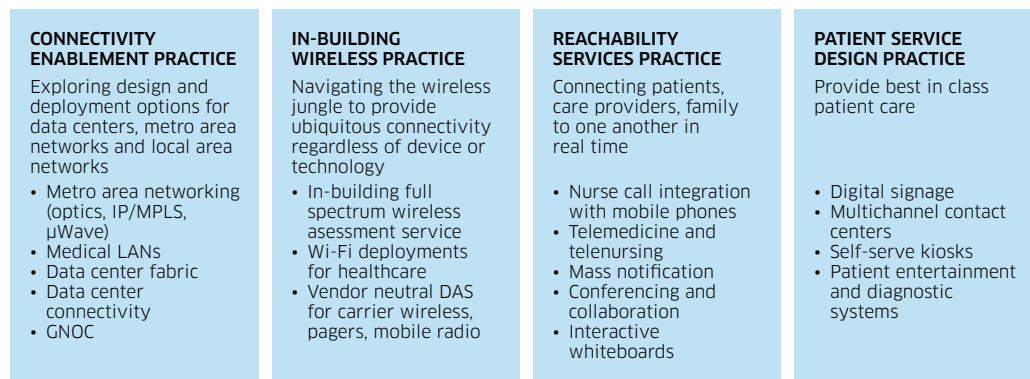 CONNECTIVITY
ENABLEMENT PRACTICE
Exploring design and
deployment options for
data centers, metro area
networks and local area
networks
• Metro area networking
(optics, IP/MPLS,
µWave)
• Medical LANs
• Data center fabric
• Data center
connectivity
• GNOC
IN-BUILDING
WIRELESS PRACTICE
Navigating the wireless
jungle to provide
ubiquitous connectivity
regardless of device or
technology
• In-building full
spectrum wireless
asessment service
• Wi-Fi deployments
for healthcare
• Vendor neutral DAS
for carrier wireless,
pagers, mobile radio
REACHABILITY
SERVICES PRACTICE
Connecting patients,
care providers, family
to one another in
real time
• Nurse call integration
with mobile phones
• Telemedicine and
telenursing
• Mass notification
• Conferencing and
collaboration
• Interactive
whiteboards
PATIENT SERVICE
DESIGN PRACTICE
Provide best in class
patient care
• Digital signage
• Multichannel contact
centers
• Self-serve kiosks
• Patient entertainment
and diagnostic
systems